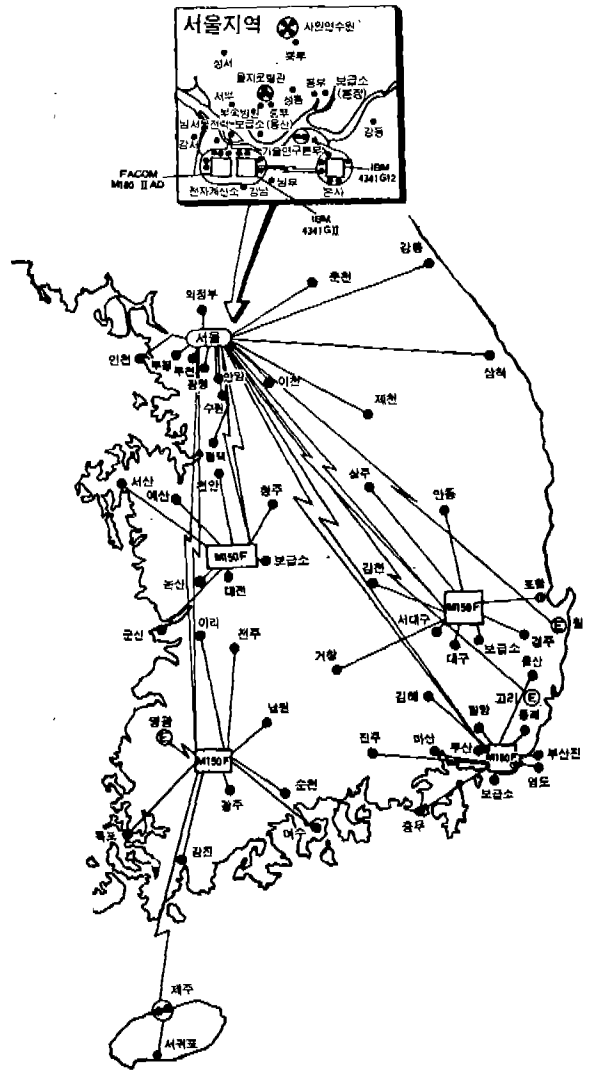 서울지역
사원연수원
북부
성서
을지로별관
서부
성동
동부
보급소
(통장)
중부
보급소(용산)
강동
강서
기술연구본부
FACOM
M180 II AD
IBM
4341G12
전자계산소
강남
남부
본사
IBM
4341GII
강릉
춘천
의정부
서울
인천
부평
부천
광명
안양
이천
삼척
수원
제천
평택
천안
상주
안동
서산
예산
청주
M150F
보급소
대전
논산
김천
M150F
포항
월
군산
이리
전주
서대구
대구
보급소
경주
거창
울산
고리
김해
밀양
동래
영광
남원
M150F
광주
순천
진주
마산
부산
M180F
부산진
영도
보급소
충무
목포
여수
강진
제주
서귀포